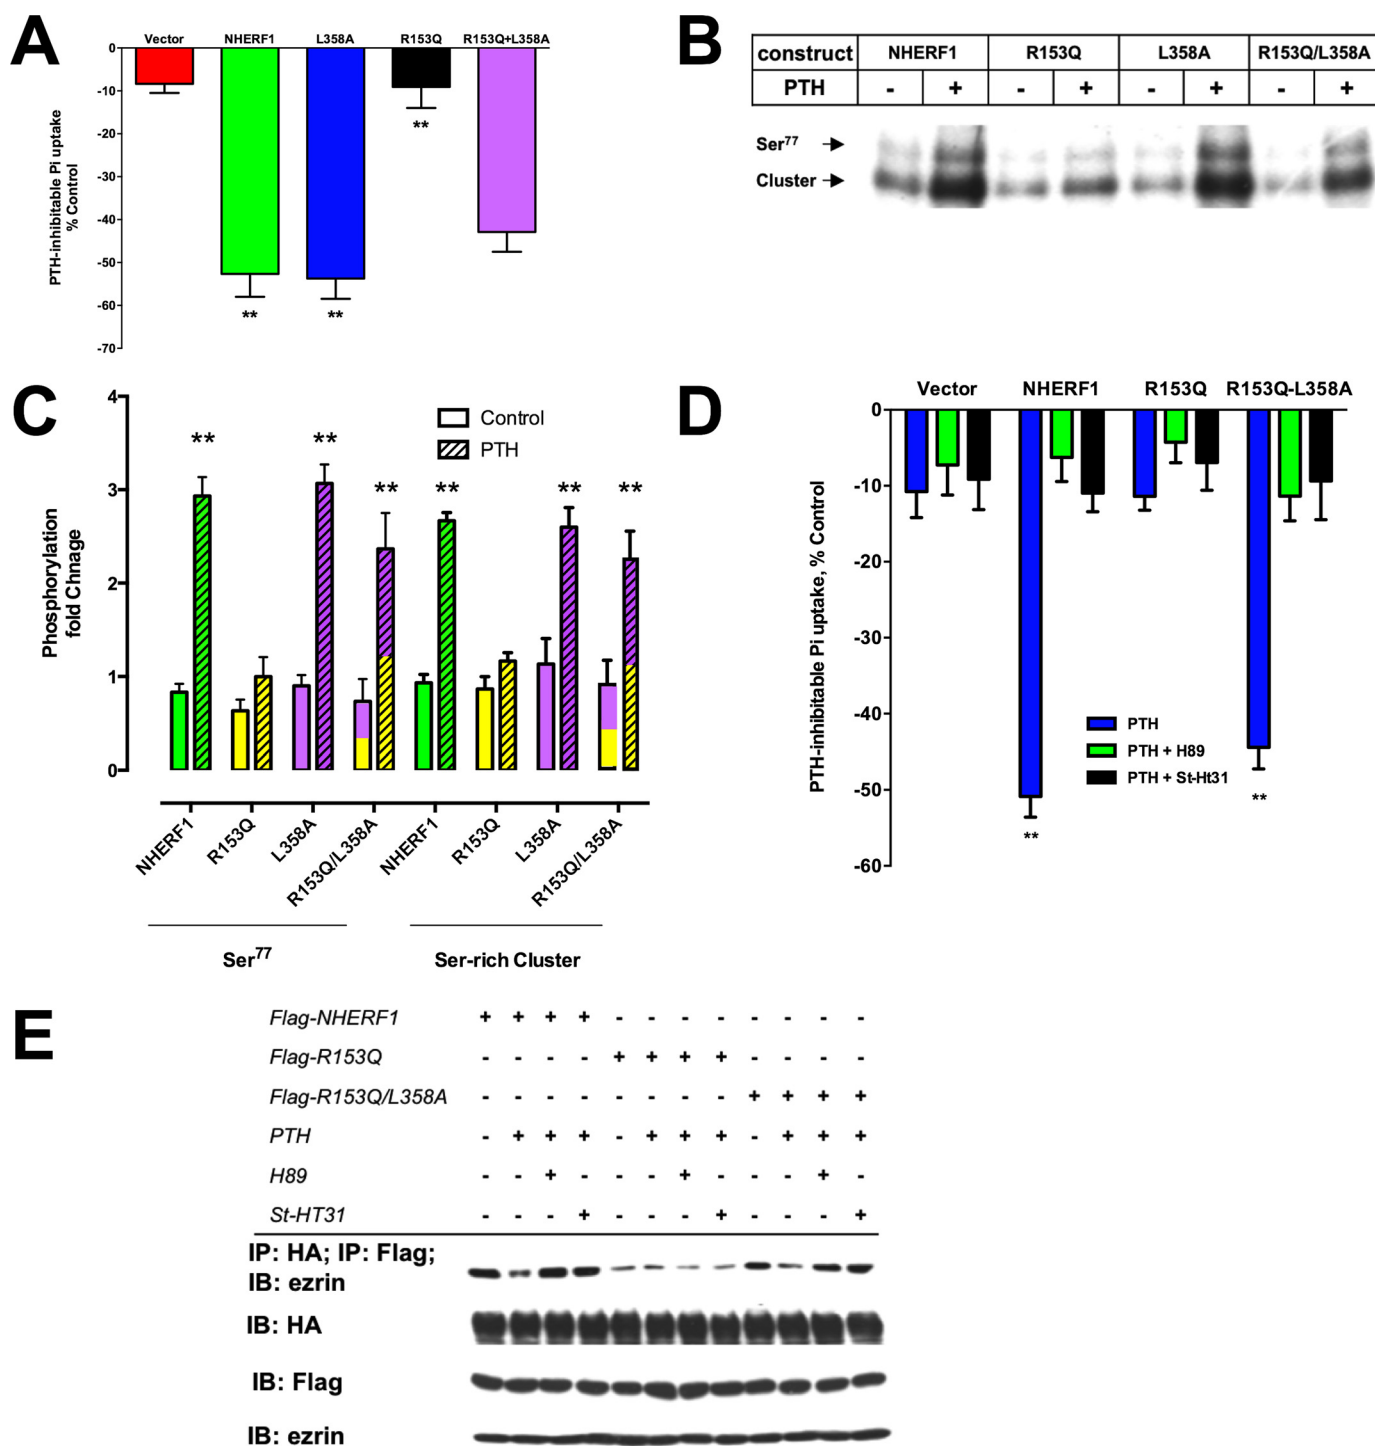 A
Vector NHERF1 L358A R153Q R153Q+L358A
0
-10
-20
-30
-40
-50
-60
-70
PTH-inhibitable Pi uptake
% Control
** ** **
B
construct NHERF1 R153Q L358A R153Q/L358A
PTH - + - + - + - +
Ser77
Cluster
C
4
3
2
1
0
Phosphorylation
fold Chnage
Control
PTH
** ** ** ** ** **
NHERF1 R153Q L358A R153Q/L358A NHERF1 R153Q L358A R153Q/L358A
Ser77 Ser-rich Cluster
D
Vector NHERF1 R153Q R153Q-L358A
0
-10
-20
-30
-40
-50
-60
PTH-inhibitable Pi uptake, % Control
PTH
PTH + H89
PTH + St-Ht31
** **
E
Flag-NHERF1 + + + + - - - - - - - -
Flag-R153Q - - - - + + + + - - - -
Flag-R153Q/L358A - - - - - - - - + + + +
PTH - + + + - + + + - + + +
H89 - - + - - - + - - - + -
St-HT31 - - - + - - - + - - - +
IP: HA; IP: Flag;
IB: ezrin
IB: HA
IB: Flag
IB: ezrin